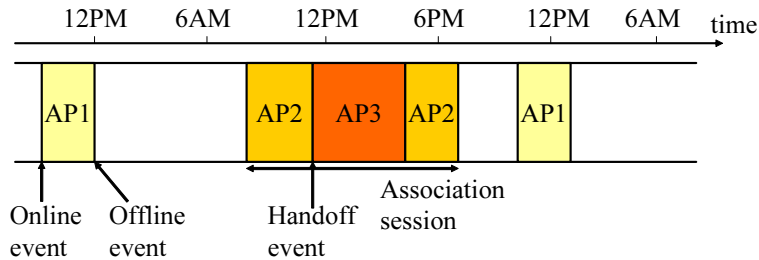 12PM 6AM 12PM 6PM 12PM 6AM time
AP1 AP2 AP3 AP2 AP1
Online event
Offline event
Handoff event
Association session